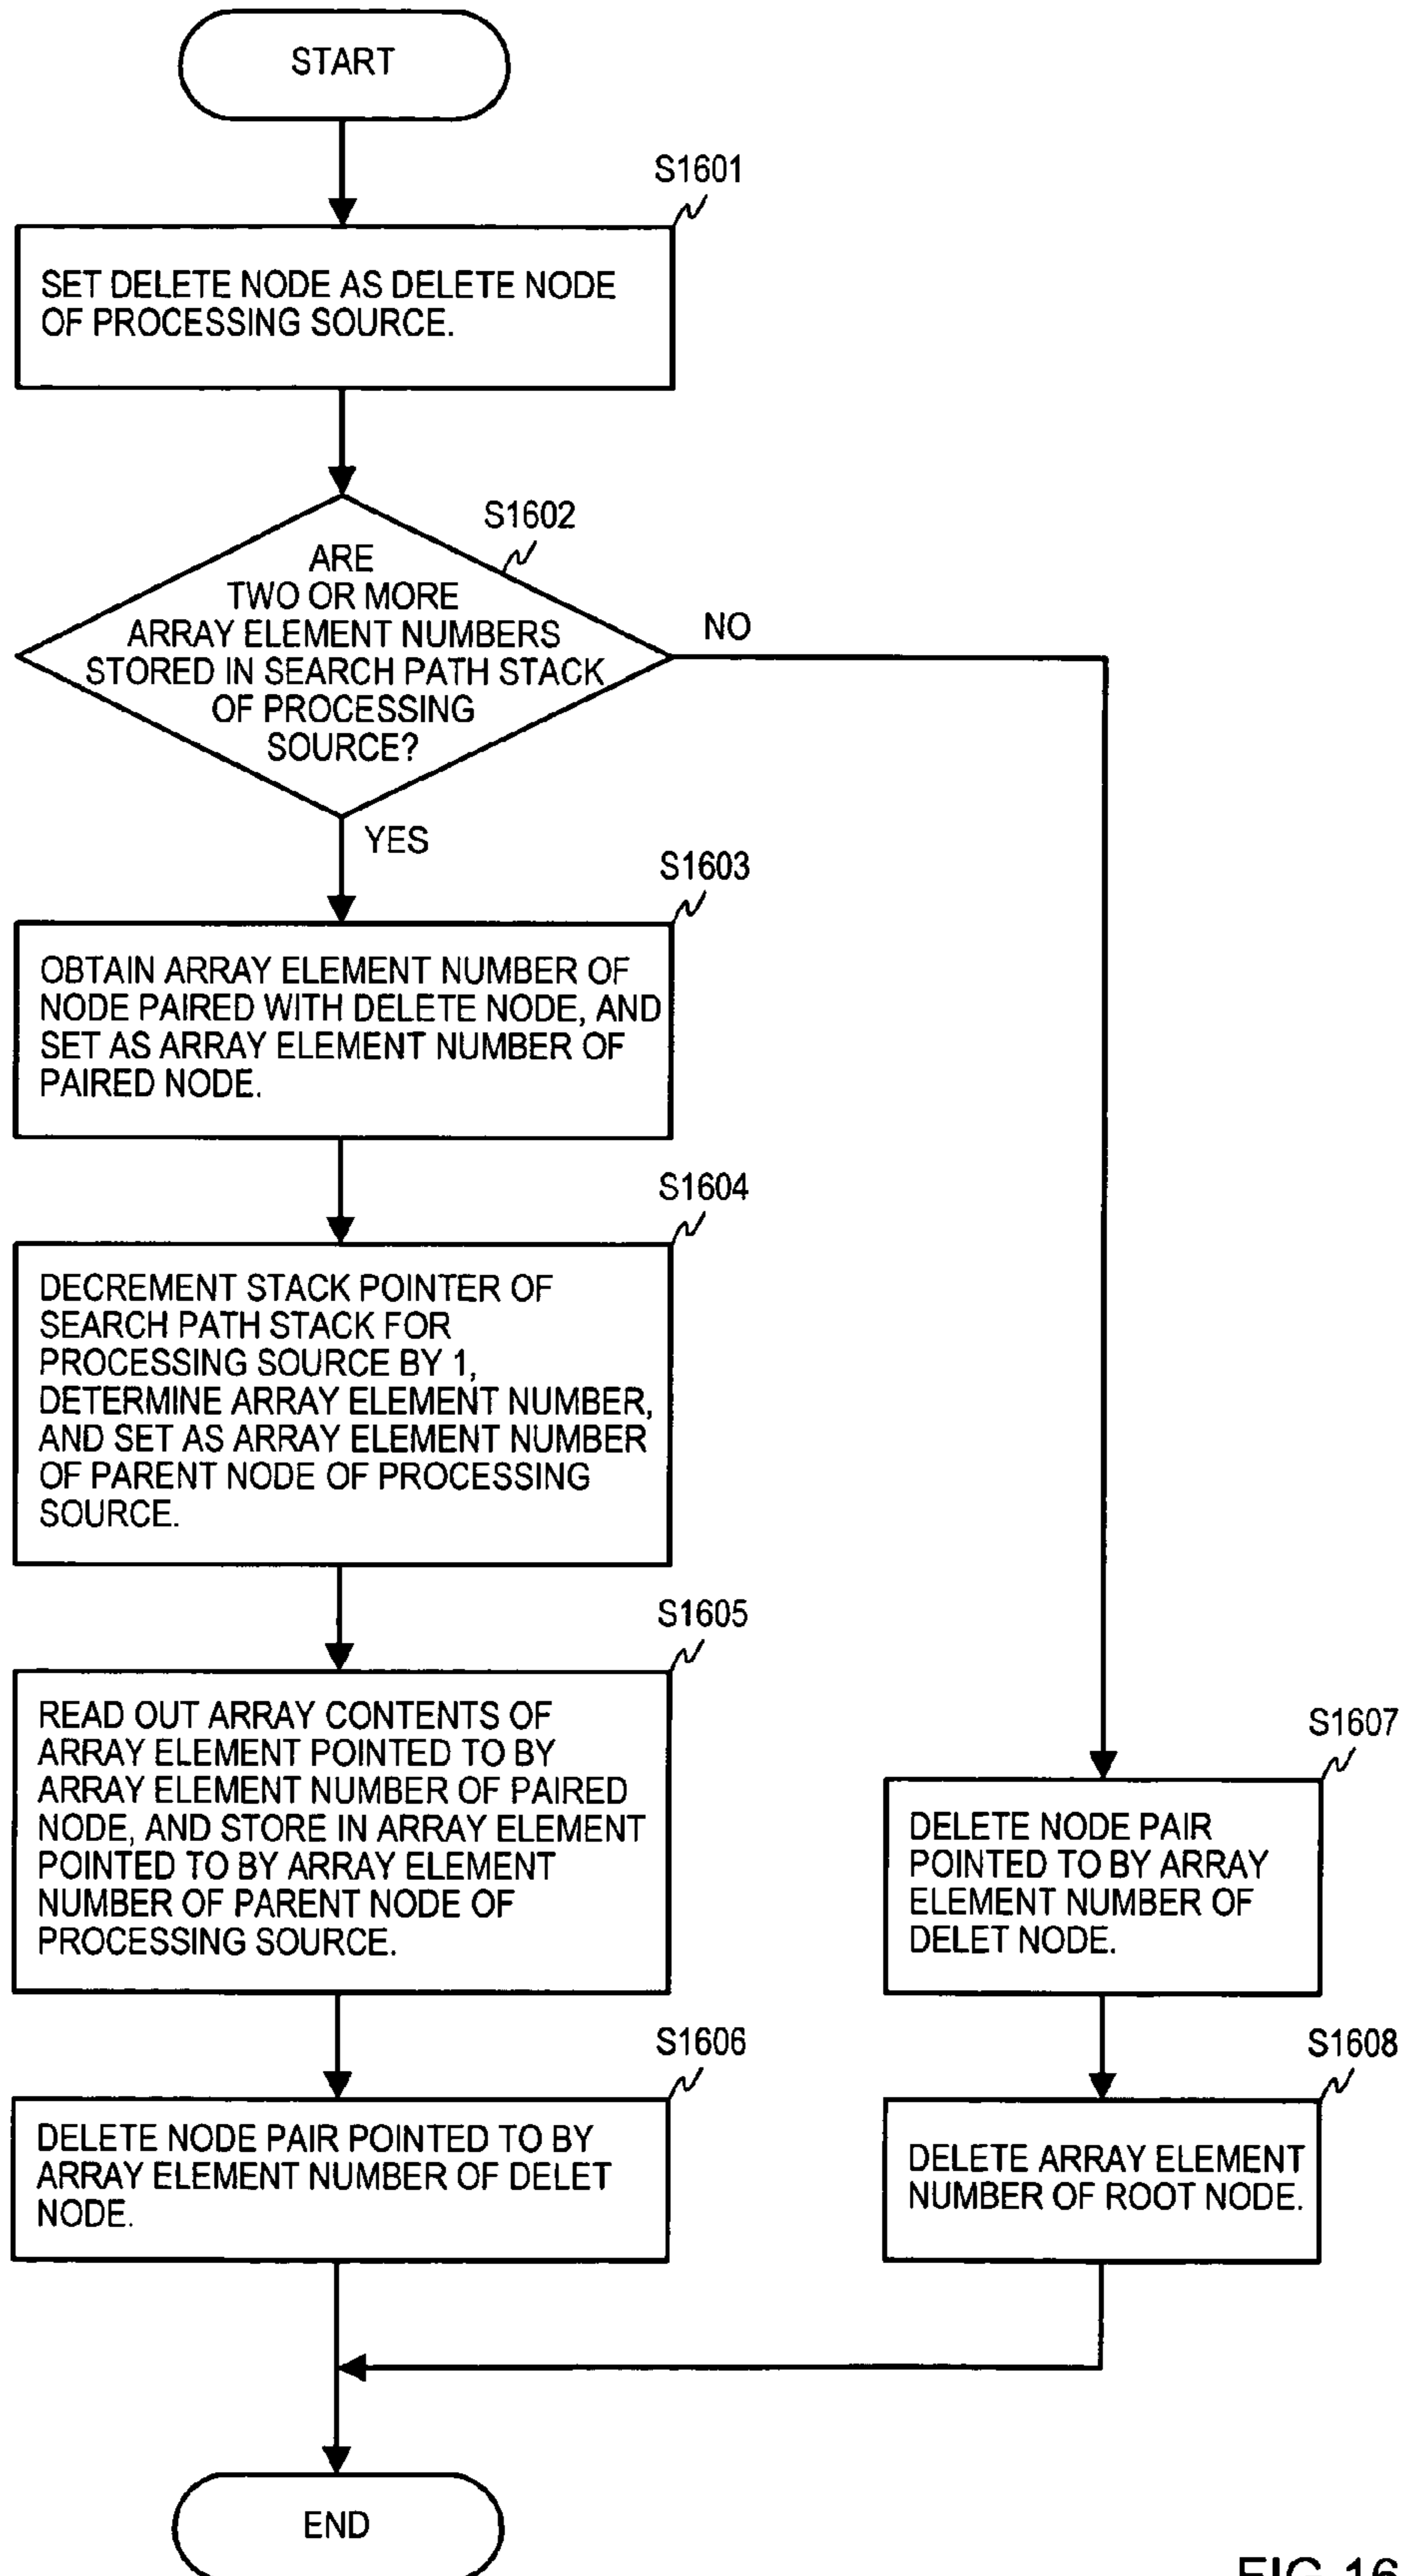 START
S1601
SET DELETE NODE AS DELETE NODE
OF PROCESSING SOURCE.
S1602
ARE
TWO OR MORE
ARRAY ELEMENT NUMBERS
STORED IN SEARCH PATH STACK
OF PROCESSING
SOURCE?
NO
YES
S1603
OBTAIN ARRAY ELEMENT NUMBER OF
NODE PAIRED WITH DELETE NODE, AND
SET AS ARRAY ELEMENT NUMBER OF
PAIRED NODE.
S1604
DECREMENT STACK POINTER OF
SEARCH PATH STACK FOR
PROCESSING SOURCE BY 1,
DETERMINE ARRAY ELEMENT NUMBER,
AND SET AS ARRAY ELEMENT NUMBER
OF PARENT NODE OF PROCESSING
SOURCE.
S1605
READ OUT ARRAY CONTENTS OF
ARRAY ELEMENT POINTED TO BY
ARRAY ELEMENT NUMBER OF PAIRED
NODE, AND STORE IN ARRAY ELEMENT
POINTED TO BY ARRAY ELEMENT
NUMBER OF PARENT NODE OF
PROCESSING SOURCE.
S1606
DELETE NODE PAIR POINTED TO BY
ARRAY ELEMENT NUMBER OF DELET
NODE.
S1607
DELETE NODE PAIR
POINTED TO BY ARRAY
ELEMENT NUMBER OF
DELET NODE.
S1608
DELETE ARRAY ELEMENT
NUMBER OF ROOT NODE.
END
FIG.16